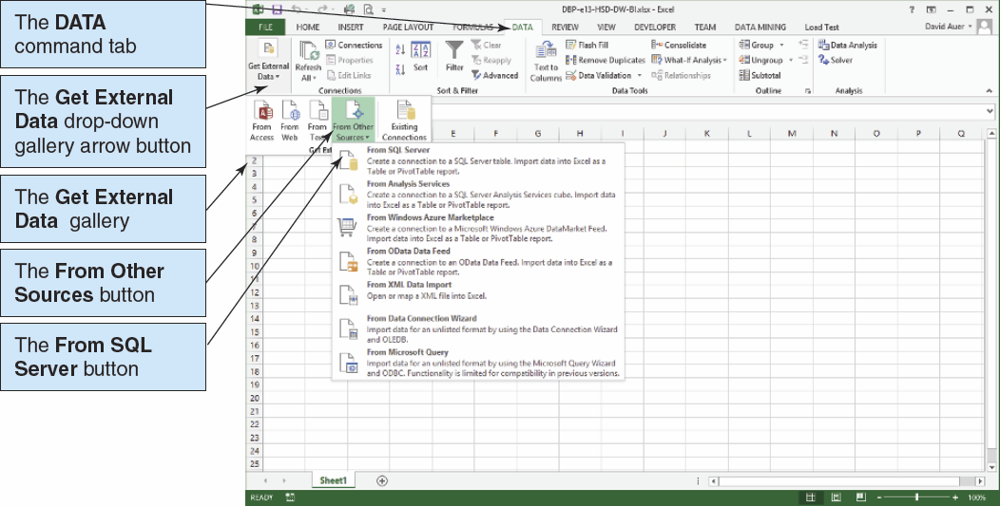 The DATA
command tab
The Get External
Data drop-down
gallery arrow button
The Get External
Data gallery
The From Other
Sources button
The From SQL
Server button
DBP-e13-HSD-DW-BI.xlsx - Excel
FILE HOME INSERT PAGE LAYOUT FORMULAS DATA REVIEW VIEW DEVELOPER TEAM DATA MINING Load Test David Auer
Get External
Data
Refresh
All
Connections
Properties
Edit Links
Connections
Sort
Filter
Clear
Reapply
Advanced
Sort & Filter
Text to
Columns
Flash Fill
Remove Duplicates
Data Validation
Consolidate
What-If Analysis
Relationships
Data Tools
Group
Ungroup
Subtotal
Outline
Data Analysis
Solver
Analysis
From
Access
From
Web
From
Text
From Other
Sources
Existing
Connections
Get Ex
E F G H I J K L M N O P Q
From SQL Server
Create a connection to a SQL Server table. Import data into Excel as a
Table or PivotTable report.
From Analysis Services
Create a connection to a SQL Server Analysis Services cube. Import data
into Excel as a Table or PivotTable report.
From Windows Azure Marketplace
Create a connection to a Microsoft Windows Azure DataMarket Feed.
Import data into Excel as a Table or PivotTable report.
From OData Data Feed
Create a connection to an OData Data Feed. Import data into Excel as a
Table or PivotTable report.
From XML Data Import
Open or map a XML file into Excel.
From Data Connection Wizard
Import data for an unlisted format by using the Data Connection Wizard
and OLEDB.
From Microsoft Query
Import data for an unlisted format by using the Microsoft Query Wizard
and ODBC. Functionality is limited for compatibility in previous versions.
2
3
4
5
6
7
8
9
10
11
12
13
14
15
16
17
18
19
20
21
22
23
24
25
Sheet1
READY
100%